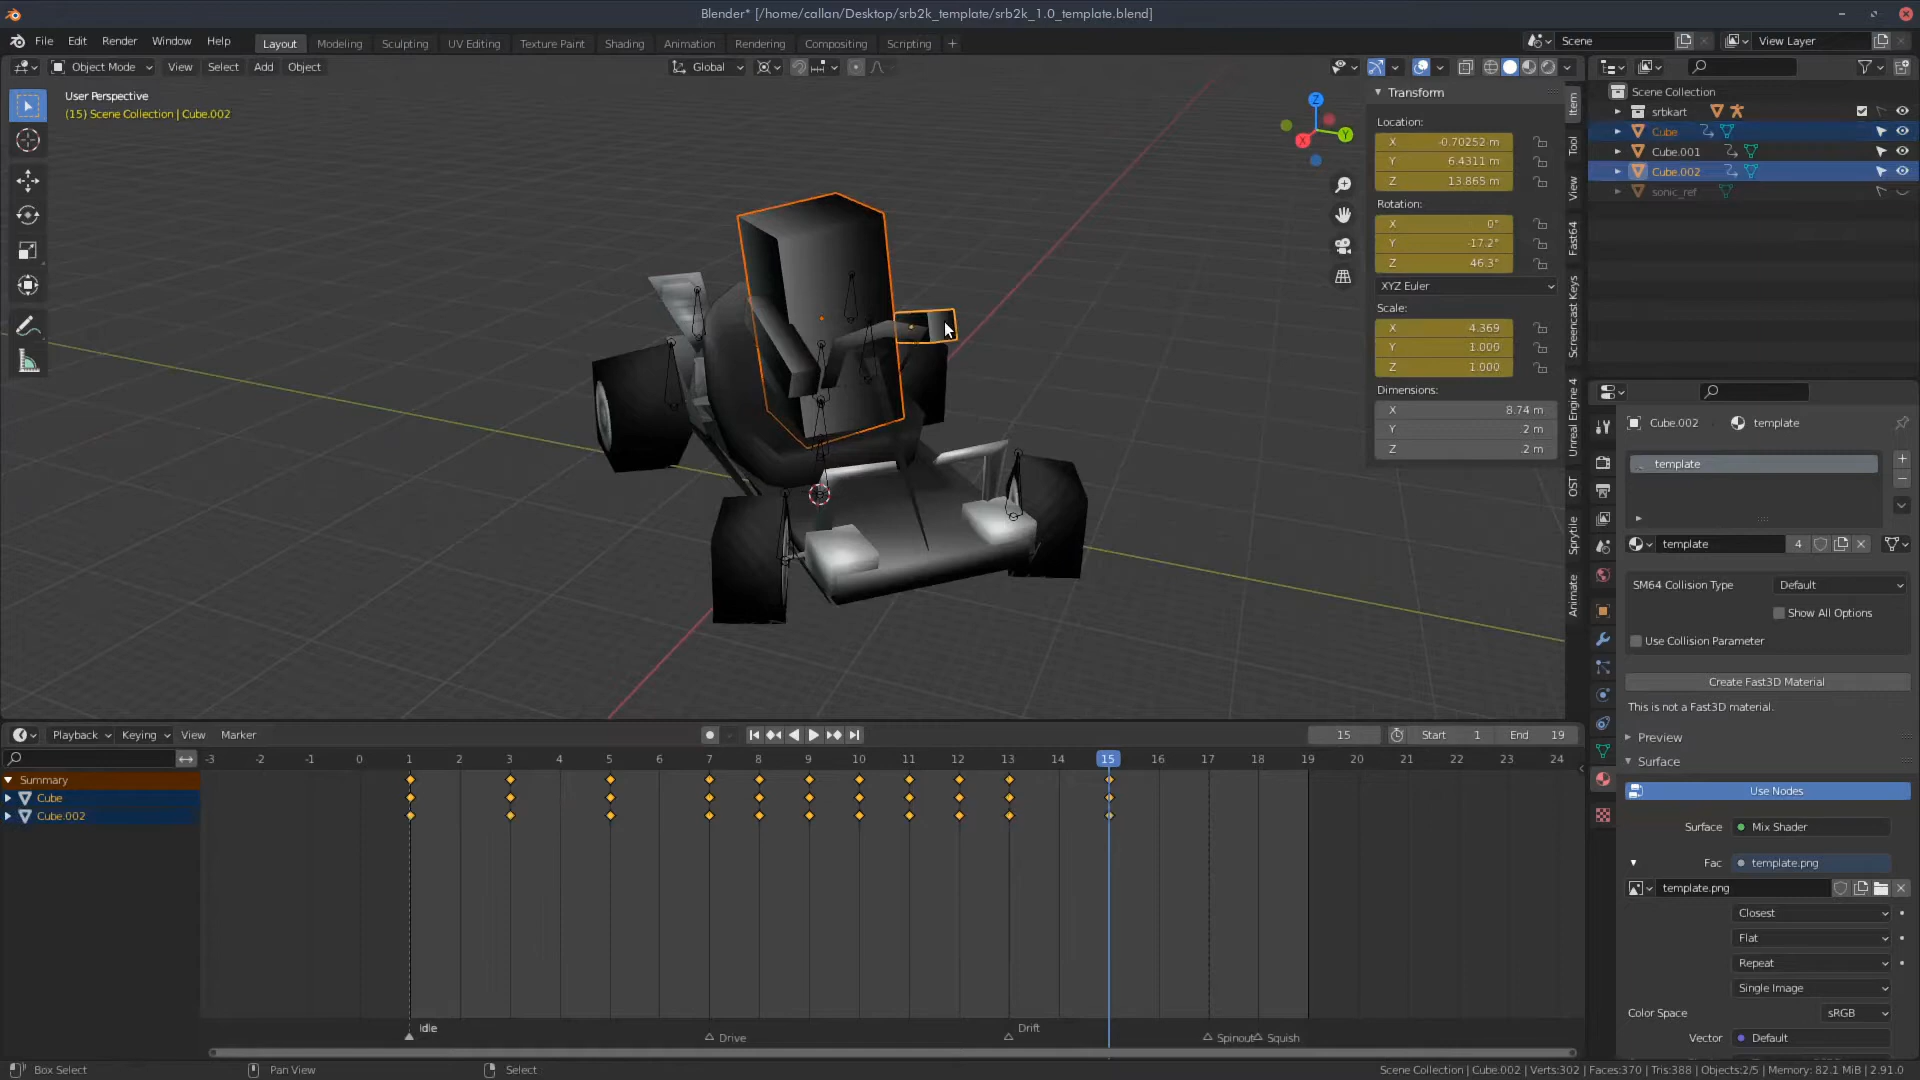 Blender* [/home/callan/Desktop/srb2k_template/srb2k_1.0_template.blend]
File Edit Render Window Help Layout Modeling Sculpting UV Editing Texture Paint Shading Animation Rendering Compositing Scripting + Scene View Layer
Object Mode View Select Add Object Global
User Perspective
(15) Scene Collection | Cube.002
Z
Y
X
Transform
Location:
X -0.70252 m
Y 6.4311 m
Z 13.865 m
Rotation:
X 0°
Y -17.2°
Z 46.3°
XYZ Euler
Scale:
X 4.369
Y 1.000
Z 1.000
Dimensions:
X 8.74 m
Y .2 m
Z .2 m
Item
Tool
View
Fast64
Screencast Keys
Unreal Engine 4
OST
Sprytile
Animate
Scene Collection
srbkart
Cube
Cube.001
Cube.002
sonic_ref
Cube.002 template
template
template 4
SM64 Collision Type Default
Show All Options
Use Collision Parameter
Create Fast3D Material
This is not a Fast3D material.
Preview
Surface
Use Nodes
Surface Mix Shader
Fac template.png
template.png
Closest
Flat
Repeat
Single Image
Color Space sRGB
Vector Default
Playback Keying View Marker 15 Start 1 End 19
-3 -2 -1 0 1 2 3 4 5 6 7 8 9 10 11 12 13 14 15 16 17 18 19 20 21 22 23 24
Summary
Cube
Cube.002
Idle Drive Drift Spinout Squish
Box Select Pan View Select Scene Collection | Cube.002 | Verts:302 | Faces:370 | Tris:388 | Objects:2/5 | Memory: 82.1 MiB | 2.91.0